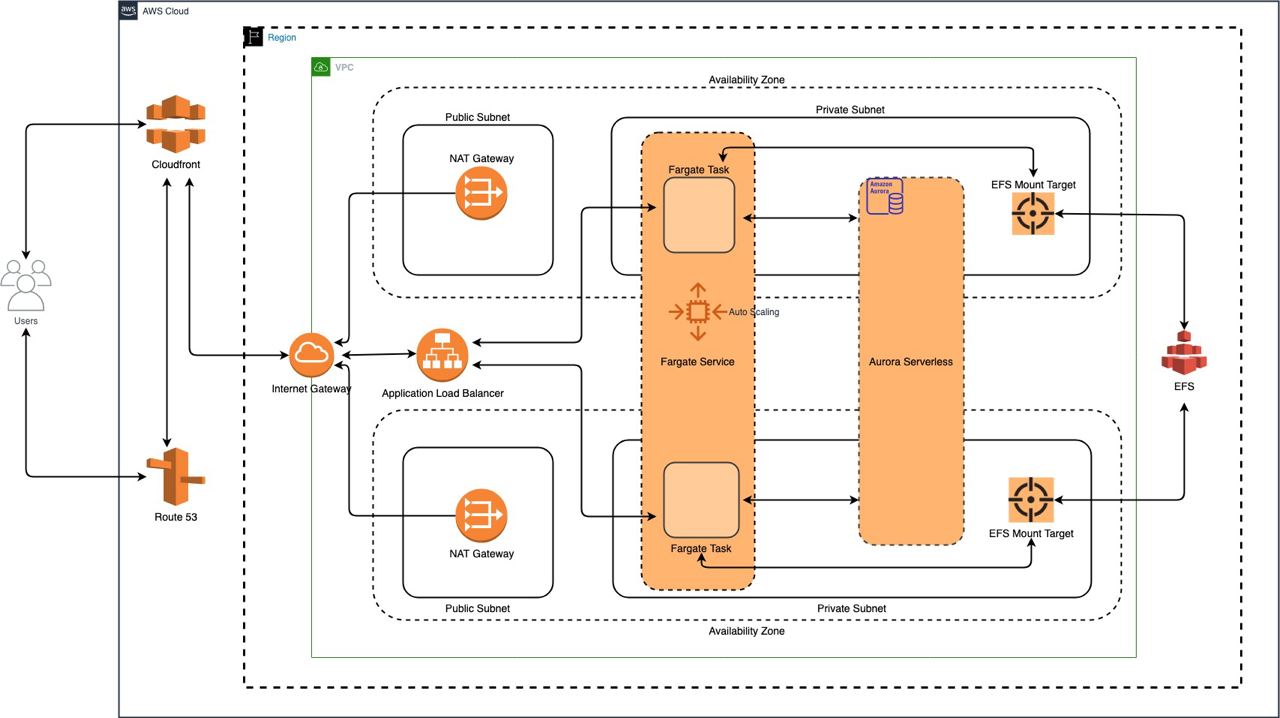 aws
AWS Cloud
Region
VPC
Availability Zone
Private Subnet
Public Subnet
NAT Gateway
Cloudfront
Fargate Task
Amazon
Aurora
EFS Mount Target
Users
Auto Scaling
Fargate Service
Aurora Serverless
Internet Gateway
Application Load Balancer
EFS
Route 53
NAT Gateway
Fargate Task
EFS Mount Target
Public Subnet
Private Subnet
Availability Zone